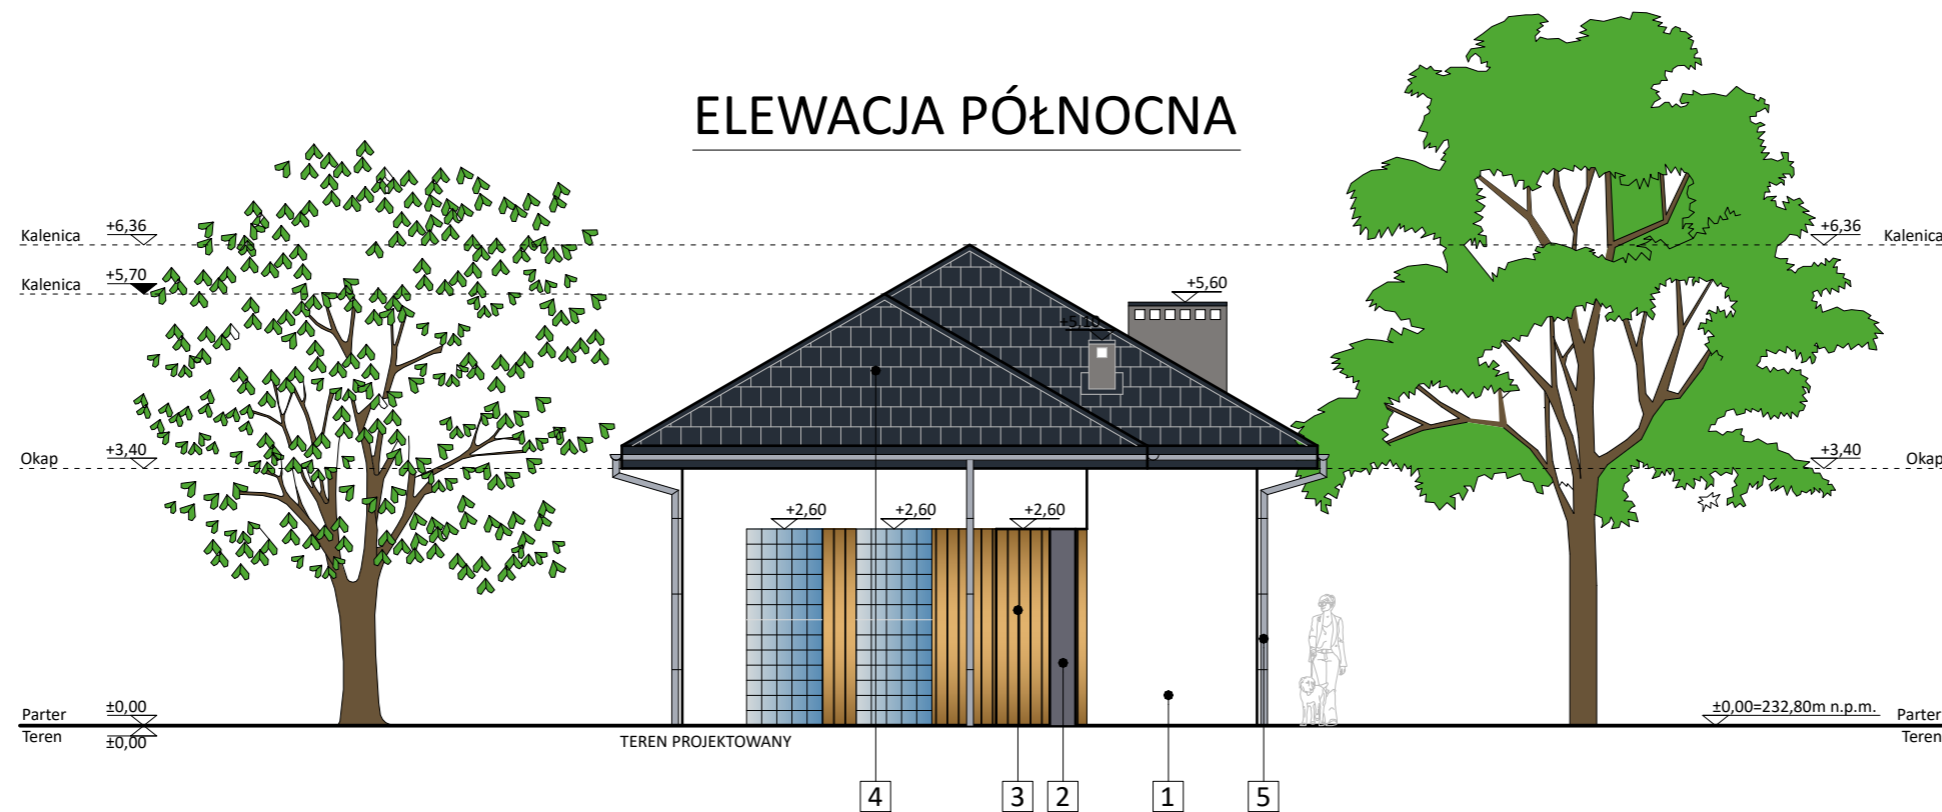 ELEWACJA PÓŁNOCNA
Kalenica +6,36
+6,36 Kalenica
Kalenica +5,70
+5,60
+5,10
Okap +3,40
+3,40 Okap
+2,60 +2,60 +2,60
Parter ±0,00
±0,00=232,80m n.p.m. Parter
Teren ±0,00
TEREN PROJEKTOWANY
Teren
4 3 2 1 5